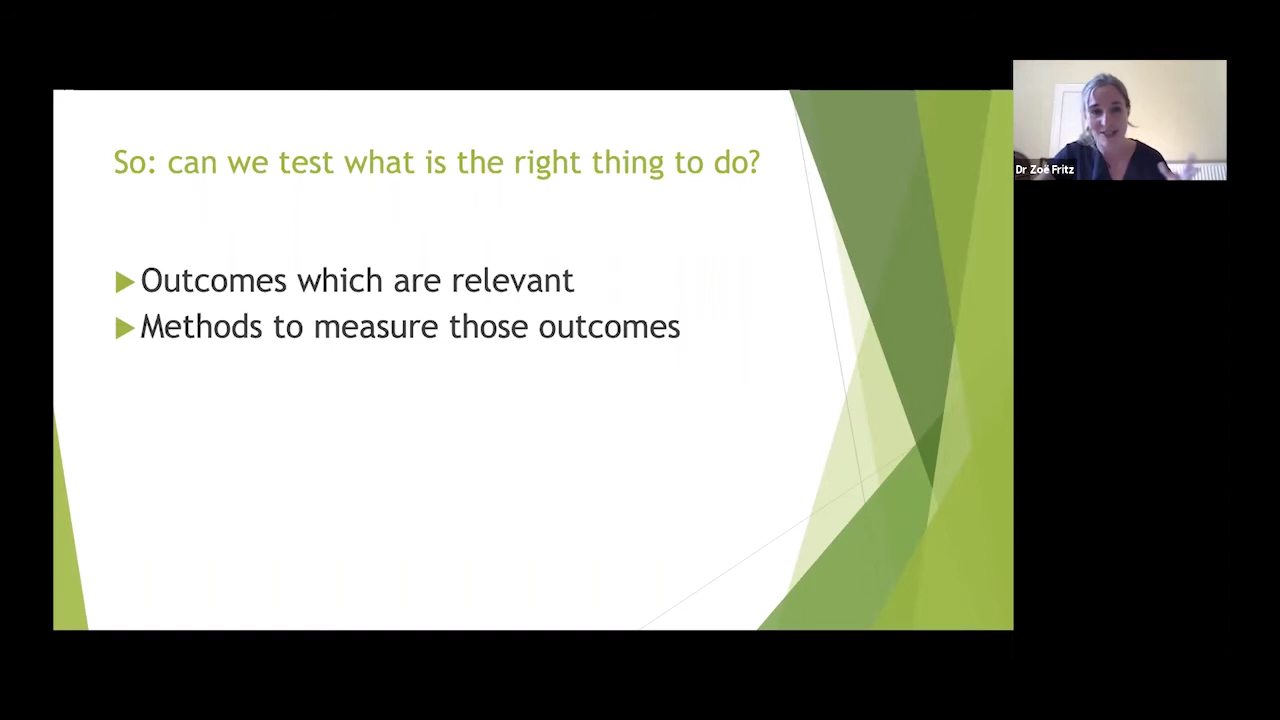 So: can we test what is the right thing to do?
Outcomes which are relevant
Methods to measure those outcomes
Dr Zoë Fritz